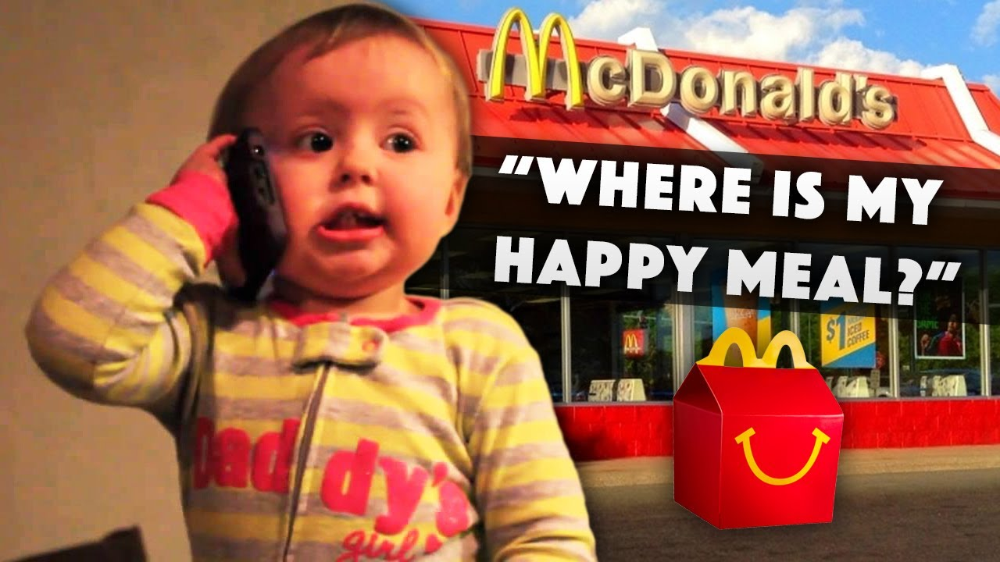 McDonald's
“WHERE IS MY
HAPPY MEAL?”
$1
ICED
COFFEE
Daddy's
girl